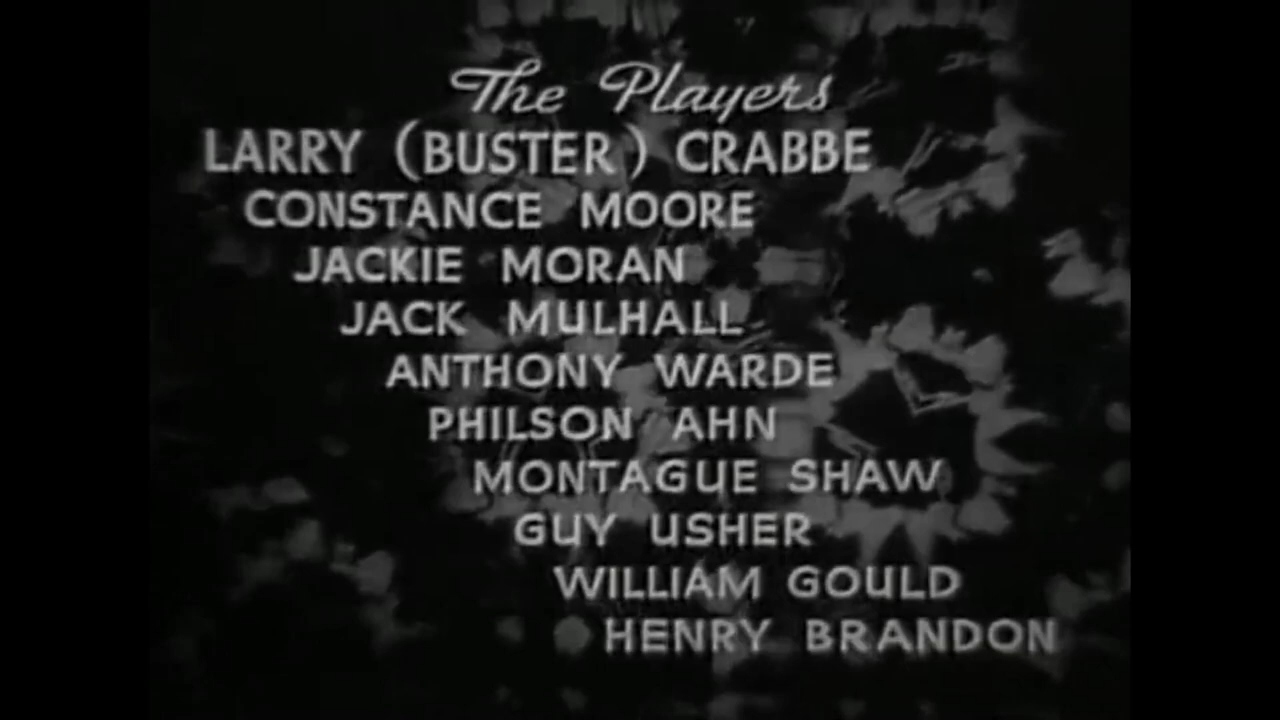 The Players
LARRY (BUSTER) CRABBE
CONSTANCE MOORE
JACKIE MORAN
JACK MULHALL
ANTHONY WARDE
PHILSON AHN
MONTAGUE SHAW
GUY USHER
WILLIAM GOULD
HENRY BRANDON